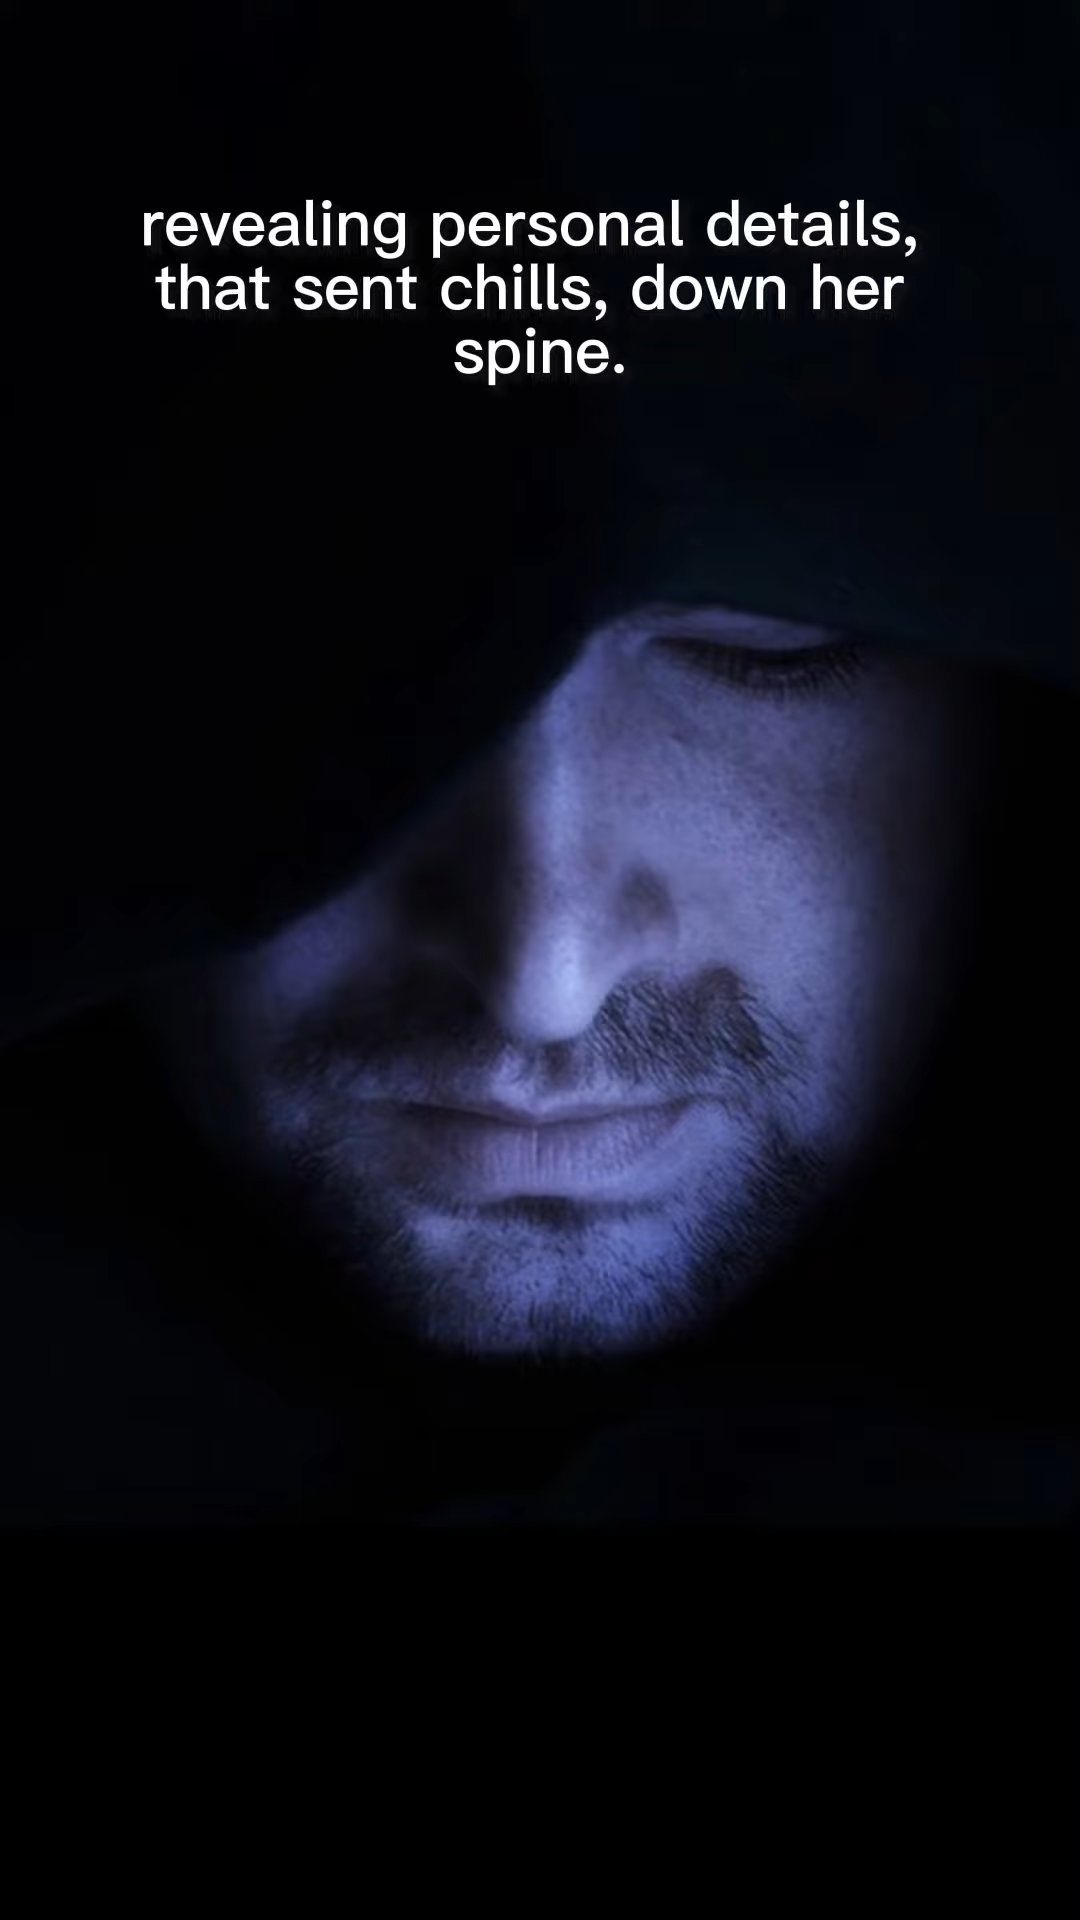 revealing personal details,
that sent chills, down her
spine.